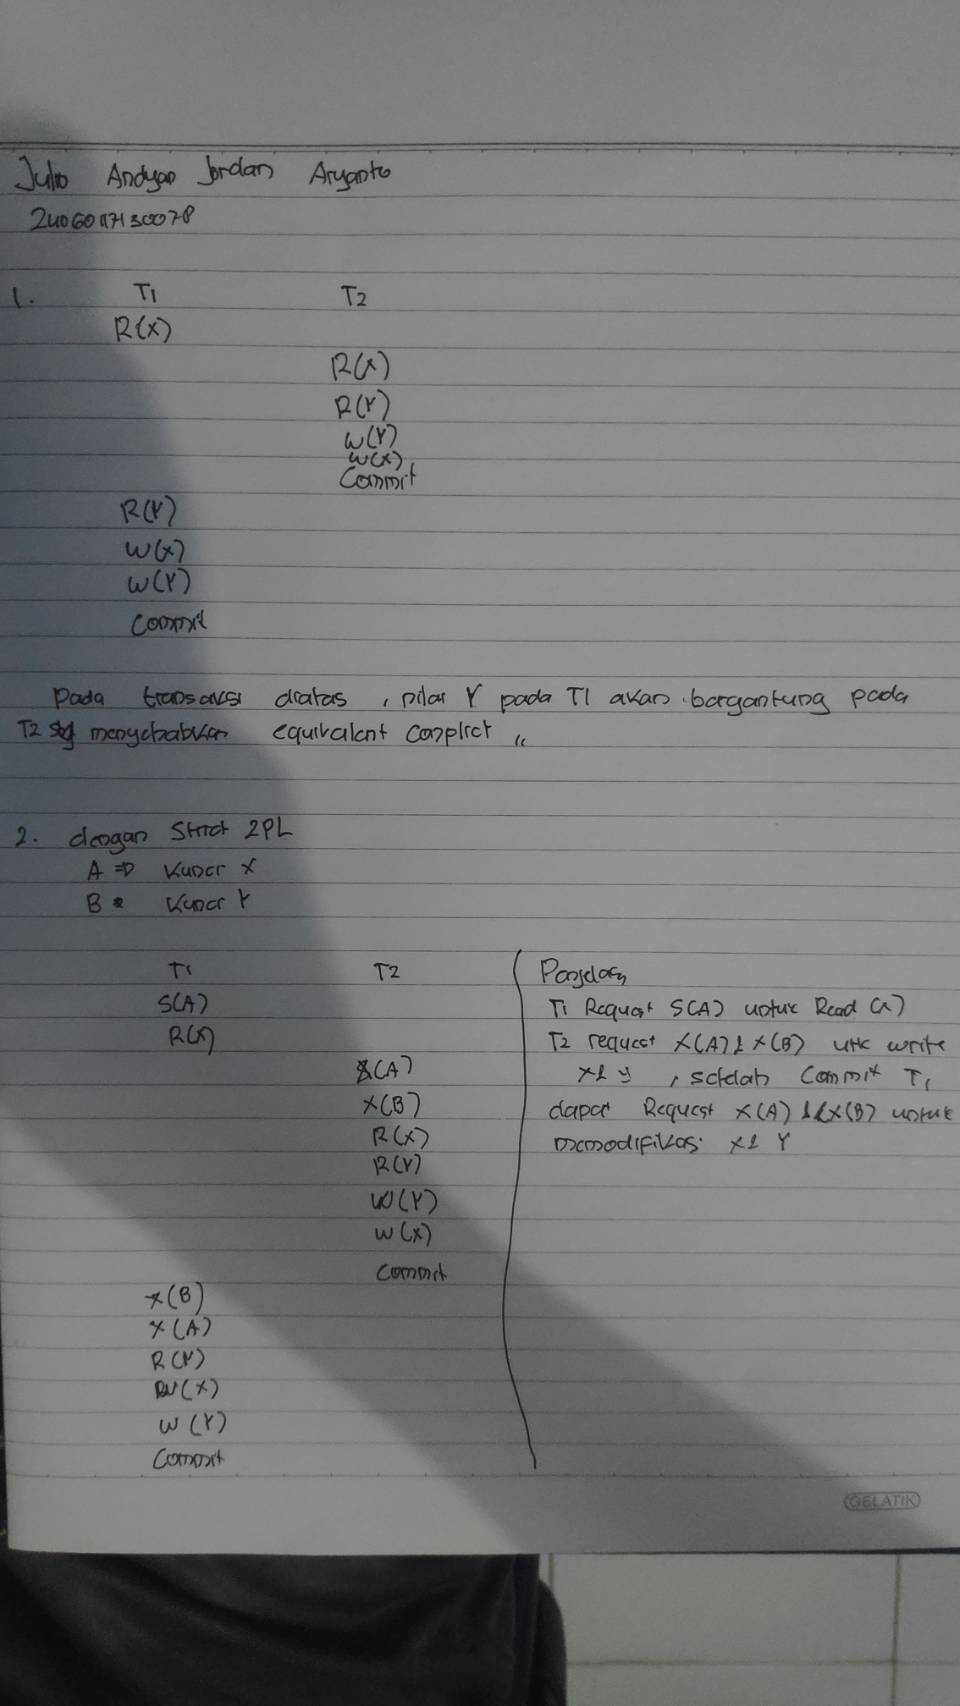 Julio Andyan Jordan Aryanto
1. T1 T2
R(X)
R(X)
R(Y)
W(Y)
W(X)
Commit
R(Y)
W(X)
W(Y)
Commit
Pada transaksi diatas, nilai Y pada T1 akan bergantung pada
T2 menyebabkan equivalent conflict
2. dengan Strict 2PL
A => Kunci X
B Kunci Y
T1 T2 Penjelasan
S(A) T1 Request S(A) untuk Read (X)
R(X) T2 request X(A) & X(B) utk write
X(A) X & y, setelah Commit T1
X(B) dapat Request X(A) & X(B) untuk
R(X) memodifikasi X & Y
R(Y)
W(Y)
W(X)
Commit
X(B)
X(A)
R(Y)
W(X)
W(Y)
Commit
GELATIK